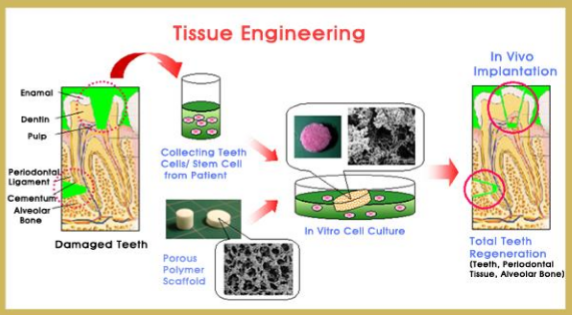 Tissue Engineering
Enamal
Dentin
Pulp
Periodontal
Ligament
Cementum
Alveolar
Bone
Damaged Teeth
Collecting Teeth
Cells/ Stem Cell
from Patient
Porous
Polymer
Scaffold
In Vitro Cell Culture
In Vivo
Implantation
Total Teeth
Regeneration
(Teeth, Periodontal
Tissue, Alveolar Bone)